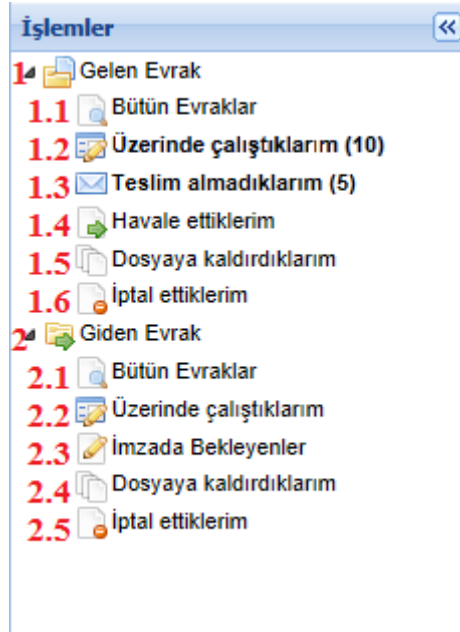 İşlemler
1 Gelen Evrak
1.1 Bütün Evraklar
1.2 Üzerinde çalıştıklarım (10)
1.3 Teslim almadıklarım (5)
1.4 Havale ettiklerim
1.5 Dosyaya kaldırdıklarım
1.6 İptal ettiklerim
2 Giden Evrak
2.1 Bütün Evraklar
2.2 Üzerinde çalıştıklarım
2.3 İmzada Bekleyenler
2.4 Dosyaya kaldırdıklarım
2.5 İptal ettiklerim